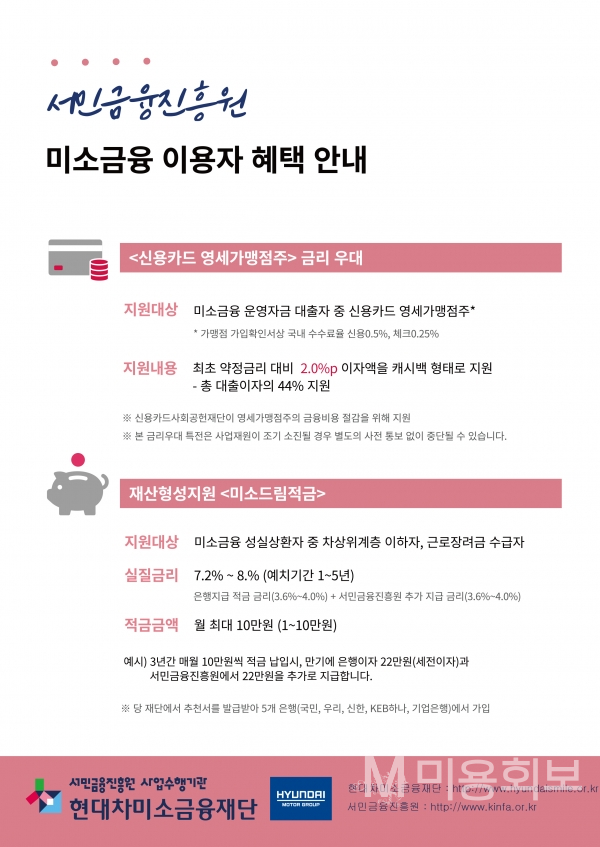 서민금융진흥원
미소금융 이용자 혜택 안내
<신용카드 영세가맹점주> 금리 우대
지원대상 미소금융 운영자금 대출자 중 신용카드 영세가맹점주*
* 가맹점 가입확인서상 국내 수수료율 신용0.5%, 체크0.25%
지원내용 최초 약정금리 대비 2.0%p 이자액을 캐시백 형태로 지원
- 총 대출이자의 44% 지원
※ 신용카드사회공헌재단이 영세가맹점주의 금융비용 절감을 위해 지원
※ 본 금리우대 특전은 사업재원이 조기 소진될 경우 별도의 사전 통보 없이 중단될 수 있습니다.
재산형성지원 <미소드림적금>
지원대상 미소금융 성실상환자 중 차상위계층 이하자, 근로장려금 수급자
실질금리 7.2% ~ 8.% (예치기간 1~5년)
은행지급 적금 금리(3.6%~4.0%) + 서민금융진흥원 추가 지급 금리(3.6%~4.0%)
적금금액 월 최대 10만원 (1~10만원)
예시) 3년간 매월 10만원씩 적금 납입시, 만기에 은행이자 22만원(세전이자)과
서민금융진흥원에서 22만원을 추가로 지급합니다.
※ 당 재단에서 추천서를 발급받아 5개 은행(국민, 우리, 신한, KEB하나, 기업은행)에서 가입
서민금융진흥원 사업수행기관
현대차미소금융재단
HYUNDAI
MOTOR GROUP
M 미용회보
현대차미소금융재단 : http://www.hyundaismile.or.kr
서민금융진흥원 : http://www.kinfa.or.kr